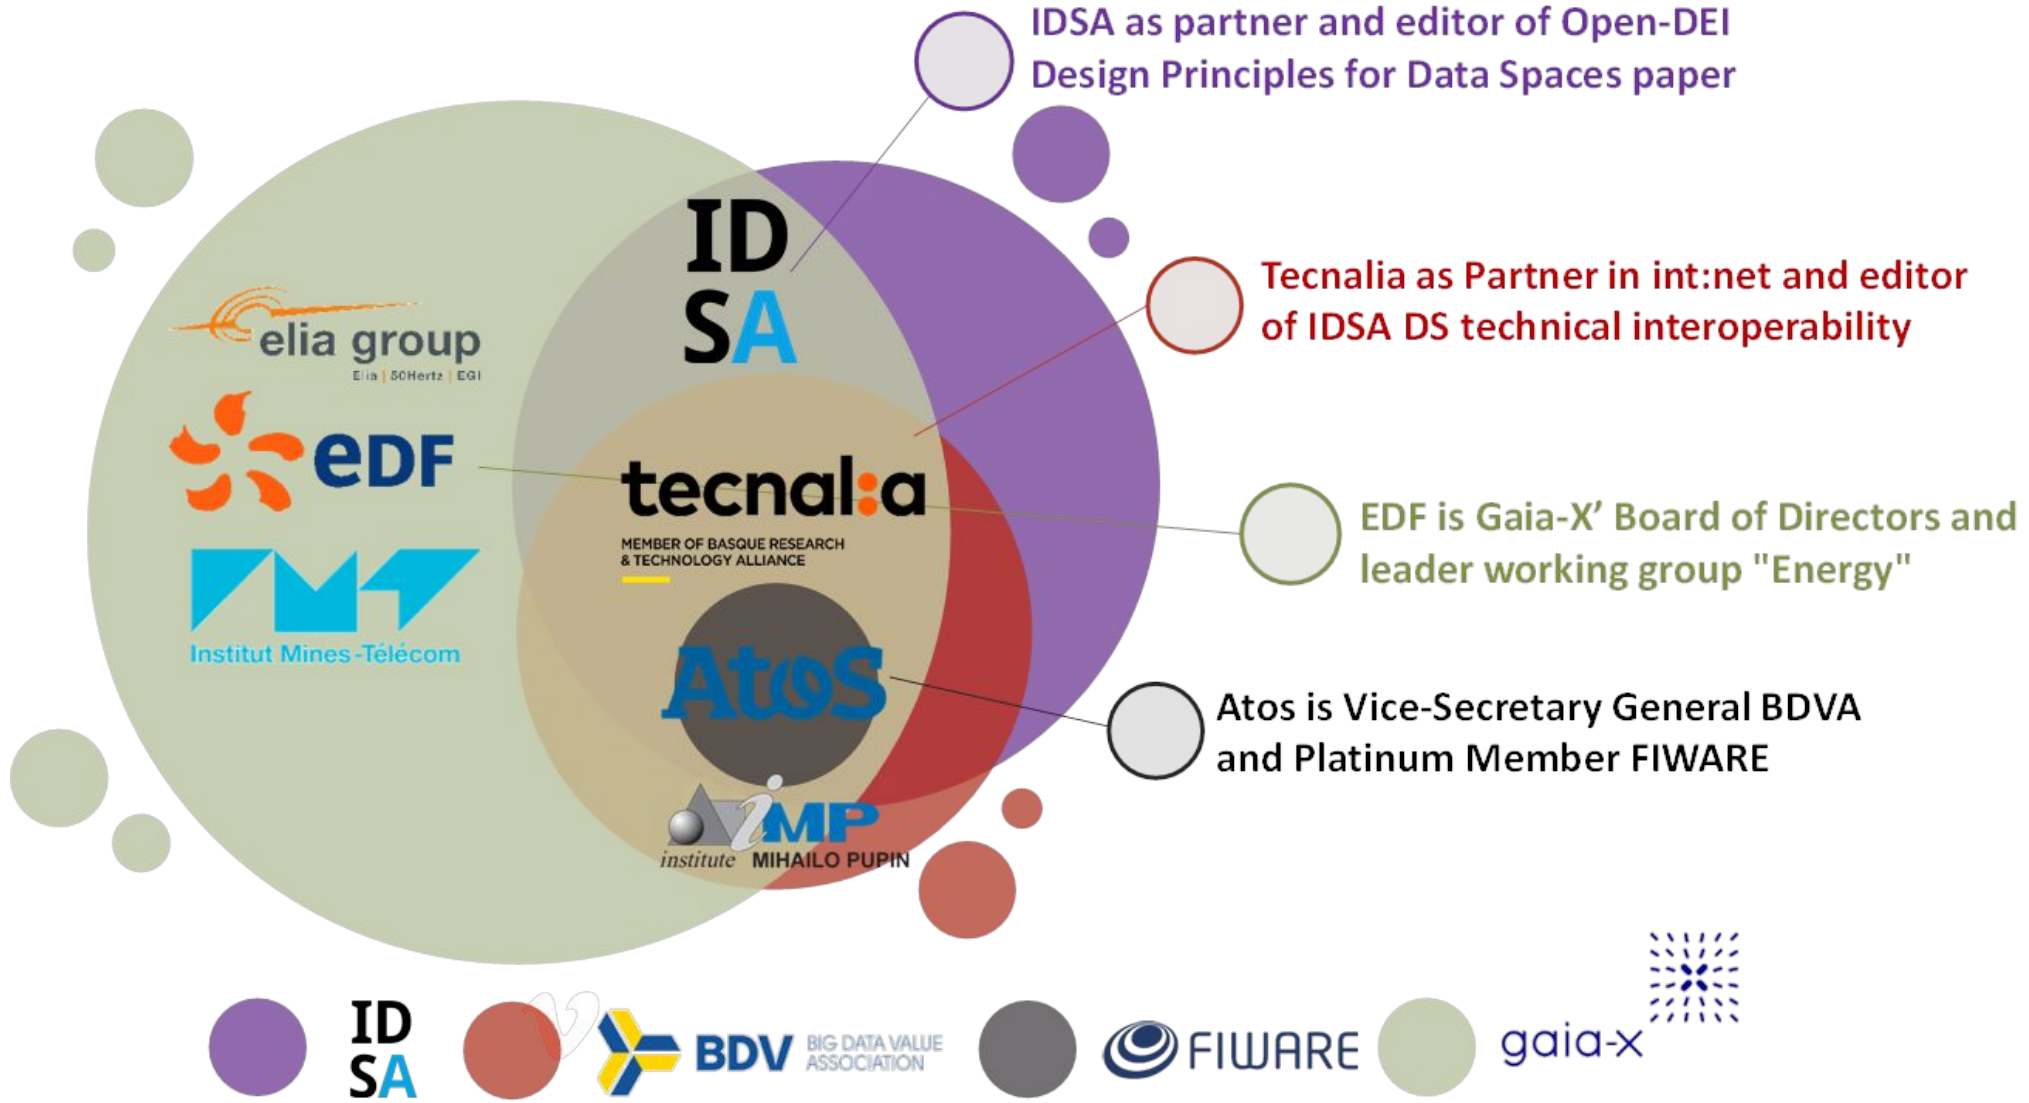 IDSA as partner and editor of Open-DEI
Design Principles for Data Spaces paper
ID
SA
Tecnalia as Partner in int:net and editor
of IDSA DS technical interoperability
elia group
Elia | 50Hertz | EGI
eDF
tecnal:a
MEMBER OF BASQUE RESEARCH
& TECHNOLOGY ALLIANCE
EDF is Gaia-X’ Board of Directors and
leader working group "Energy"
IMT
Institut Mines-Télécom
Atos
Atos is Vice-Secretary General BDVA
and Platinum Member FIWARE
iMP
institute MIHAILO PUPIN
ID
SA
BDV
BIG DATA VALUE
ASSOCIATION
FIWARE
gaia-x